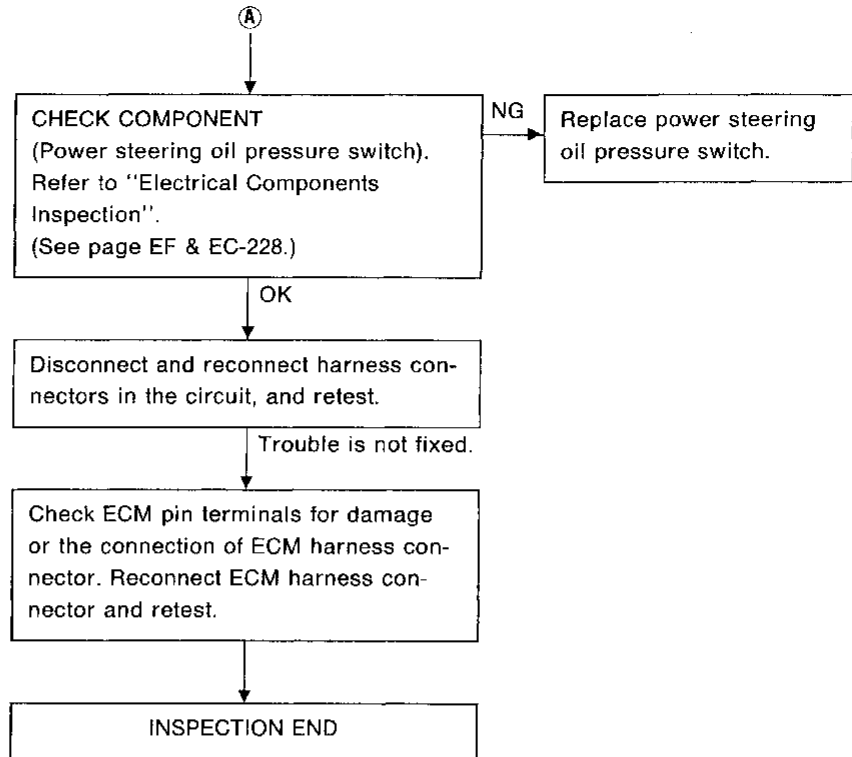 A
CHECK COMPONENT
(Power steering oil pressure switch).
Refer to "Electrical Components
Inspection".
(See page EF & EC-228.)
NG
Replace power steering
oil pressure switch.
OK
Disconnect and reconnect harness con-
nectors in the circuit, and retest.
Trouble is not fixed.
Check ECM pin terminals for damage
or the connection of ECM harness con-
nector. Reconnect ECM harness con-
nector and retest.
INSPECTION END